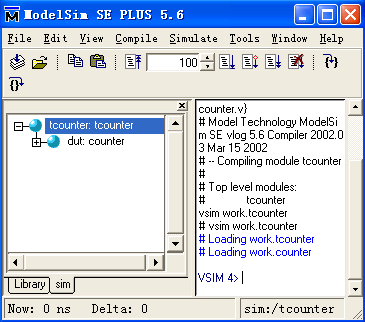 ModelSim SE PLUS 5.6
File Edit View Compile Simulate Tools Window Help
100
tcounter: tcounter
dut: counter
Library sim
counter.v}
# Model Technology ModelSi
m SE vlog 5.6 Compiler 2002.0
3 Mar 15 2002
# -- Compiling module tcounter
#
# Top level modules:
# tcounter
vsim work.tcounter
# vsim work.tcounter
# Loading work.tcounter
# Loading work.counter
VSIM 4>
Now: 0 ns Delta: 0 sim:/tcounter